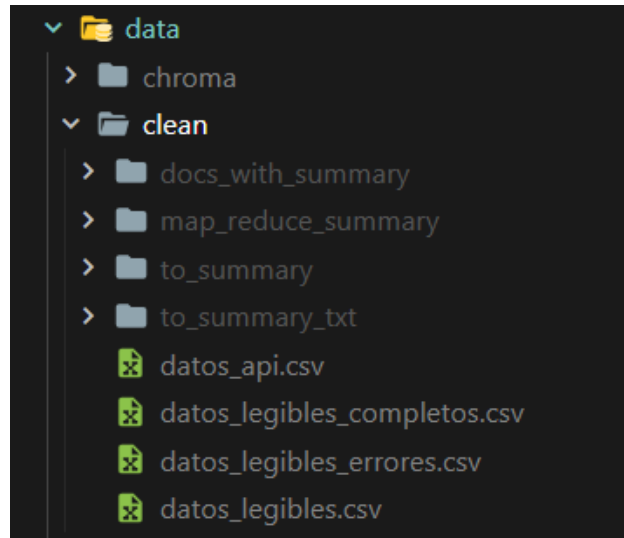 data
chroma
clean
docs_with_summary
map_reduce_summary
to_summary
to_summary_txt
datos_api.csv
datos_legibles_completos.csv
datos_legibles_errores.csv
datos_legibles.csv